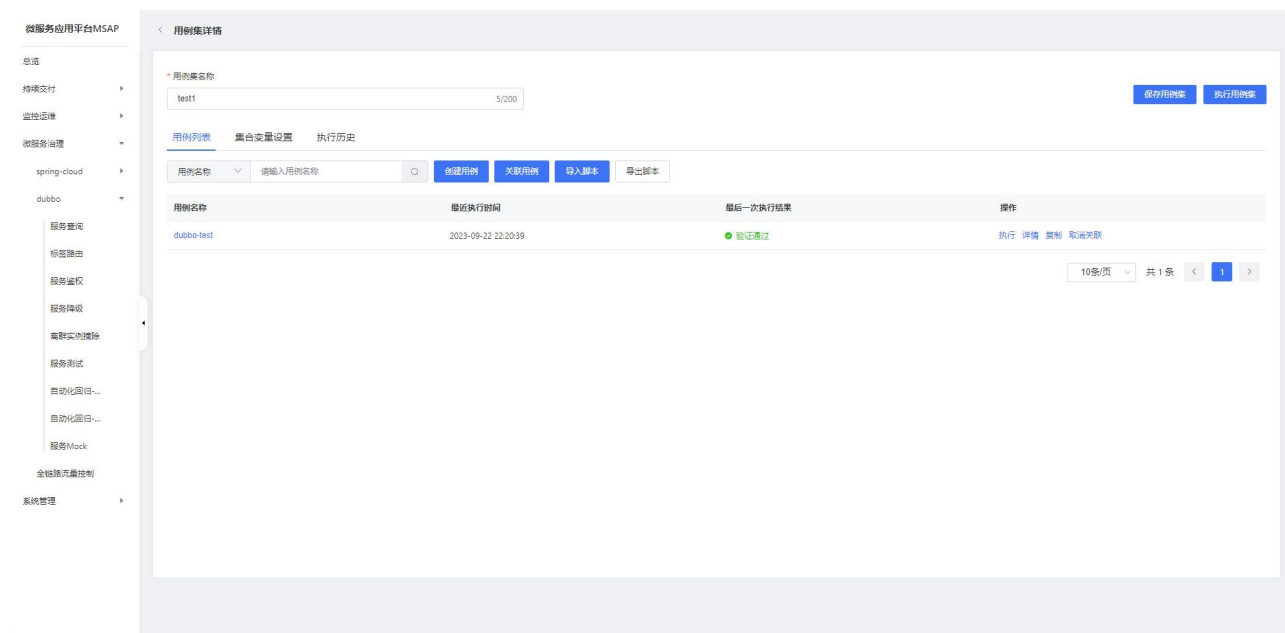 微服务应用平台MSAP
总览
持续交付
监控运维
微服务治理
spring-cloud
dubbo
服务查询
标签路由
服务鉴权
服务降级
离群实例摘除
服务测试
自动化回归-...
自动化回归-...
服务Mock
全链路流量控制
系统管理
用例集详情
* 用例集名称
test1 5/200
保存用例集 执行用例集
用例列表 集合变量设置 执行历史
用例名称 请输入用例名称 创建用例 关联用例 导入脚本 导出脚本
用例名称 最近执行时间 最后一次执行结果 操作
dubbo-test 2023-09-22 22:20:39 验证通过 执行 详情 复制 取消关联
10条/页 共 1 条 1